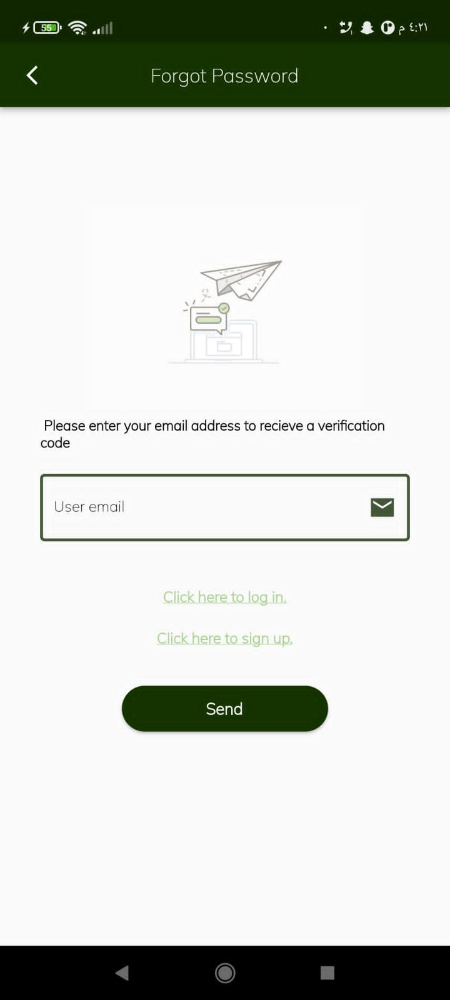 55
م ٤:٢١
Forgot Password
Please enter your email address to recieve a verification
code
User email
Click here to log in.
Click here to sign up.
Send